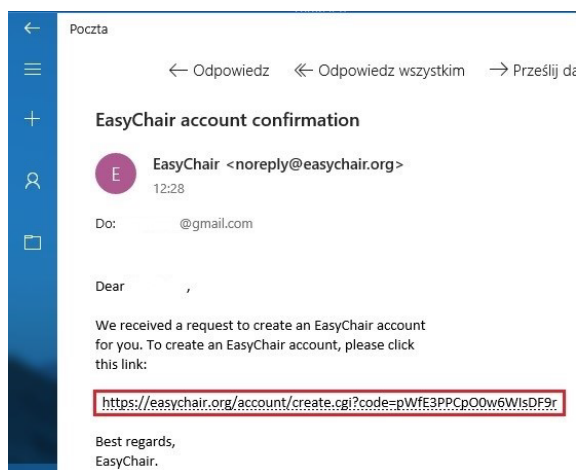 Poczta
← Odpowiedz
Odpowiedz wszystkim
→ Prześlij da
EasyChair account confirmation
E
EasyChair <noreply@easychair.org>
12:28
Do: @gmail.com
Dear ,
We received a request to create an EasyChair account
for you. To create an EasyChair account, please click
this link:
https://easychair.org/account/create.cgi?code=pWfE3PPCpO0w6WIsDF9r
Best regards,
EasyChair.